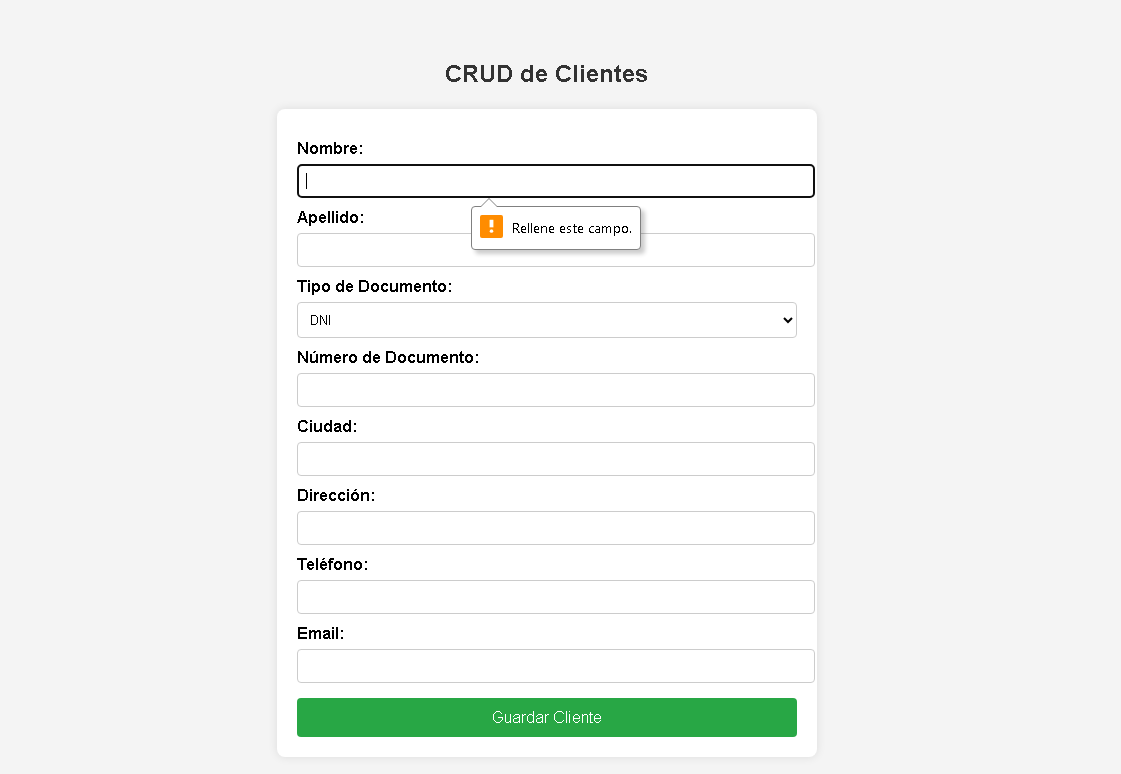 CRUD de Clientes
Nombre:
Rellene este campo.
Apellido:
Tipo de Documento:
DNI
Número de Documento:
Ciudad:
Dirección:
Teléfono:
Email:
Guardar Cliente